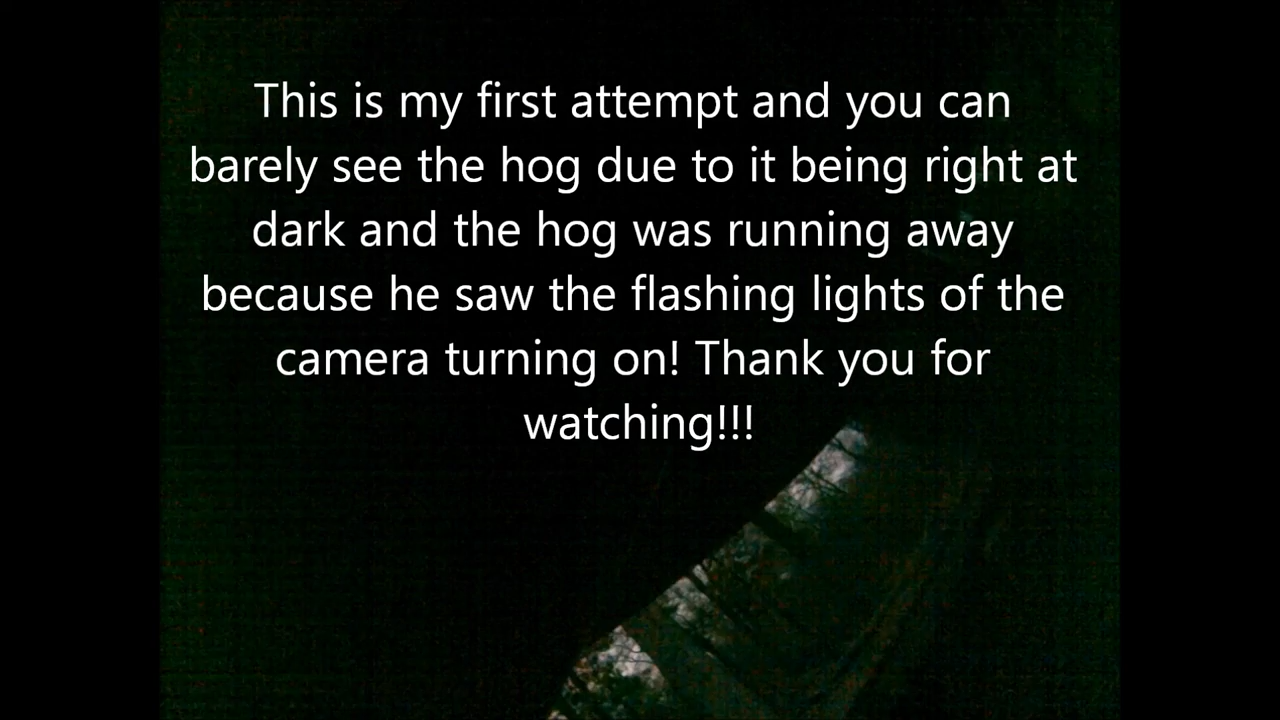 This is my first attempt and you can
barely see the hog due to it being right at
dark and the hog was running away
because he saw the flashing lights of the
camera turning on! Thank you for
watching!!!